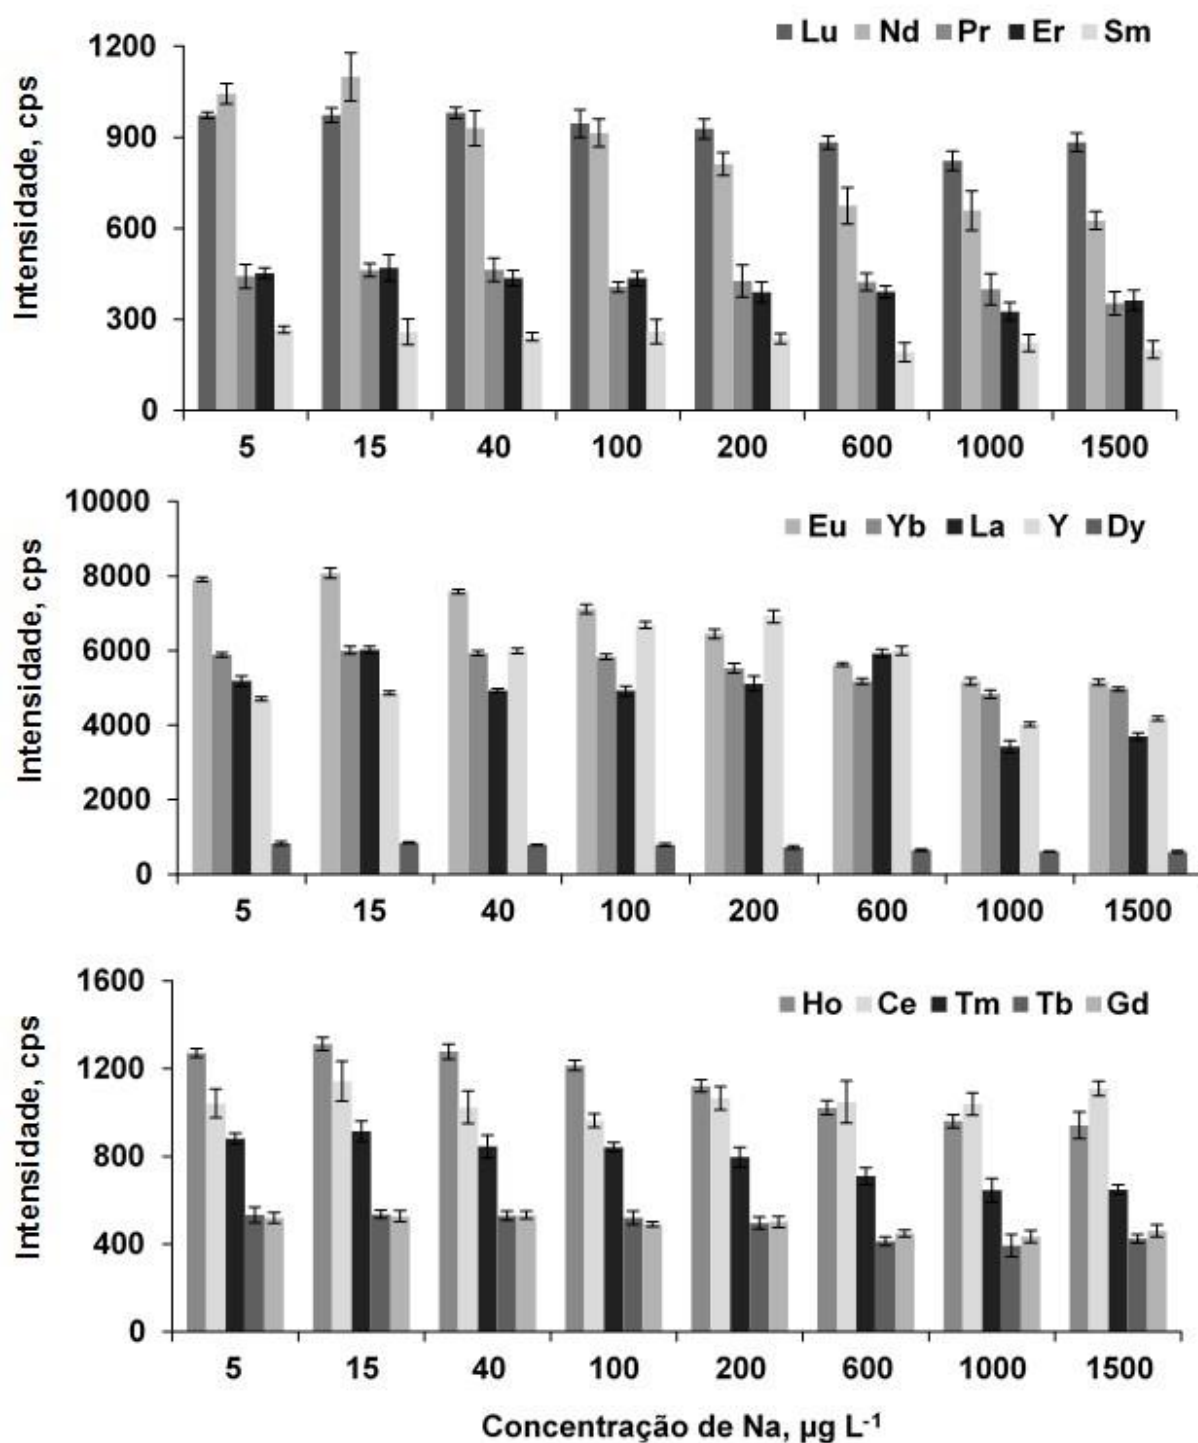 Lu Nd Pr Er Sm
Intensidade, cps
1200
900
600
300
0
5 15 40 100 200 600 1000 1500
Eu Yb La Y Dy
Intensidade, cps
10000
8000
6000
4000
2000
0
5 15 40 100 200 600 1000 1500
Ho Ce Tm Tb Gd
Intensidade, cps
1600
1200
800
400
0
5 15 40 100 200 600 1000 1500
Concentração de Na, µg L⁻¹